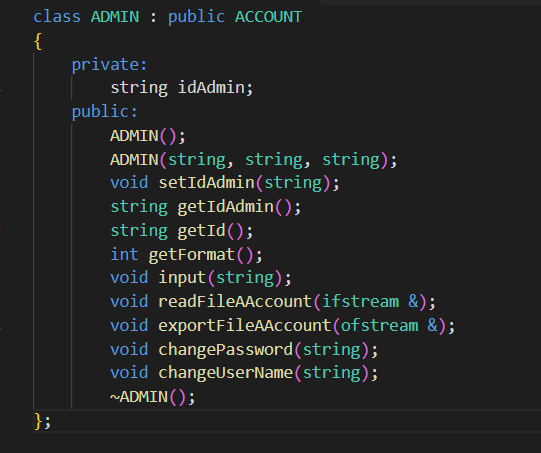 class ADMIN : public ACCOUNT
{
private:
string idAdmin;
public:
ADMIN();
ADMIN(string, string, string);
void setIdAdmin(string);
string getIdAdmin();
string getId();
int getFormat();
void input(string);
void readFileAAccount(ifstream &);
void exportFileAAccount(ofstream &);
void changePassword(string);
void changeUserName(string);
~ADMIN();
};